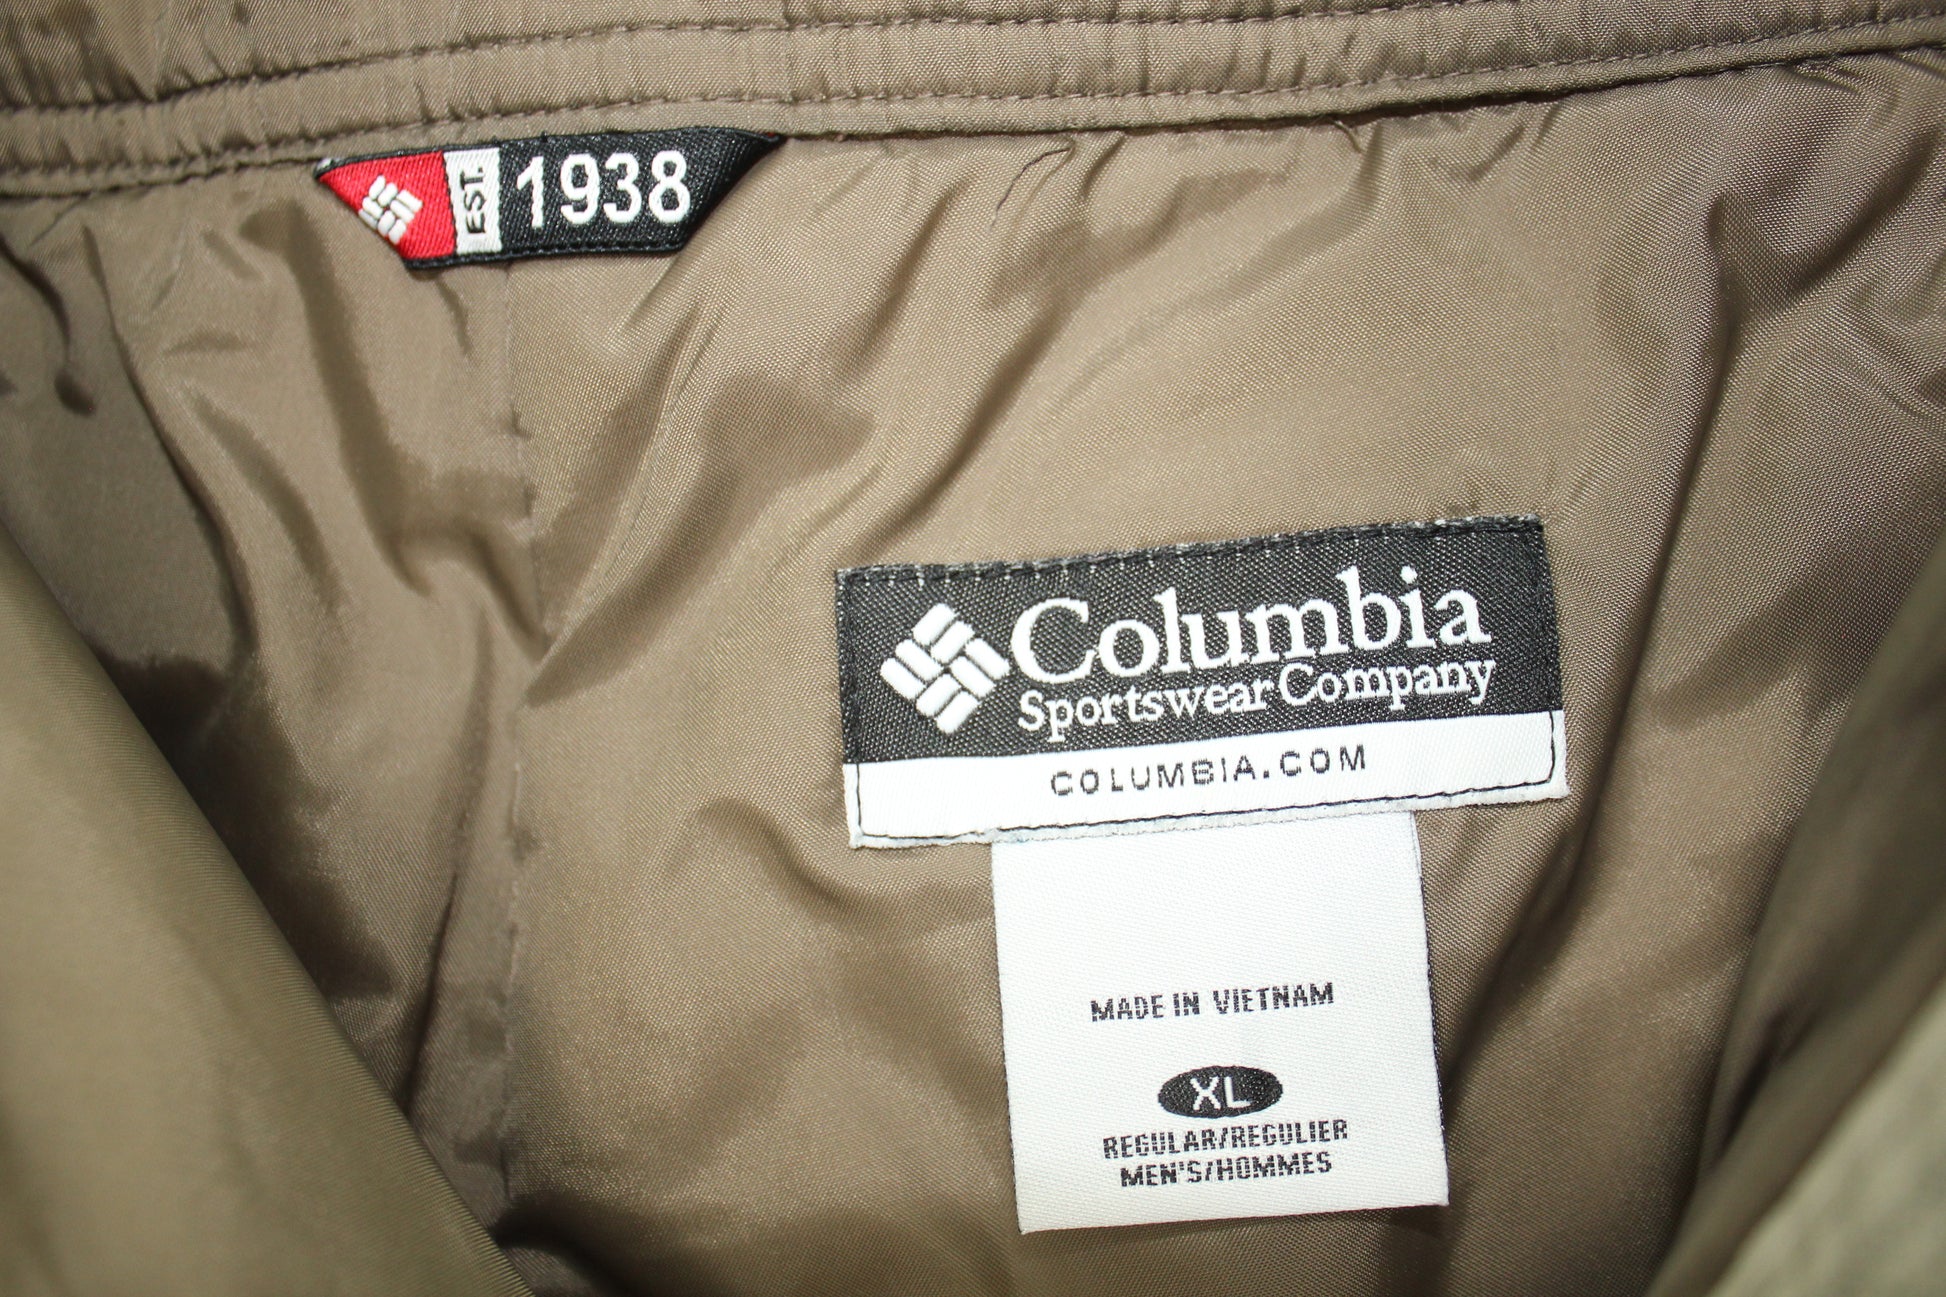 EST. 1938
Columbia
Sportswear Company
COLUMBIA.COM
MADE IN VIETNAM
XL
REGULAR/REGULIER
MEN'S/HOMMES